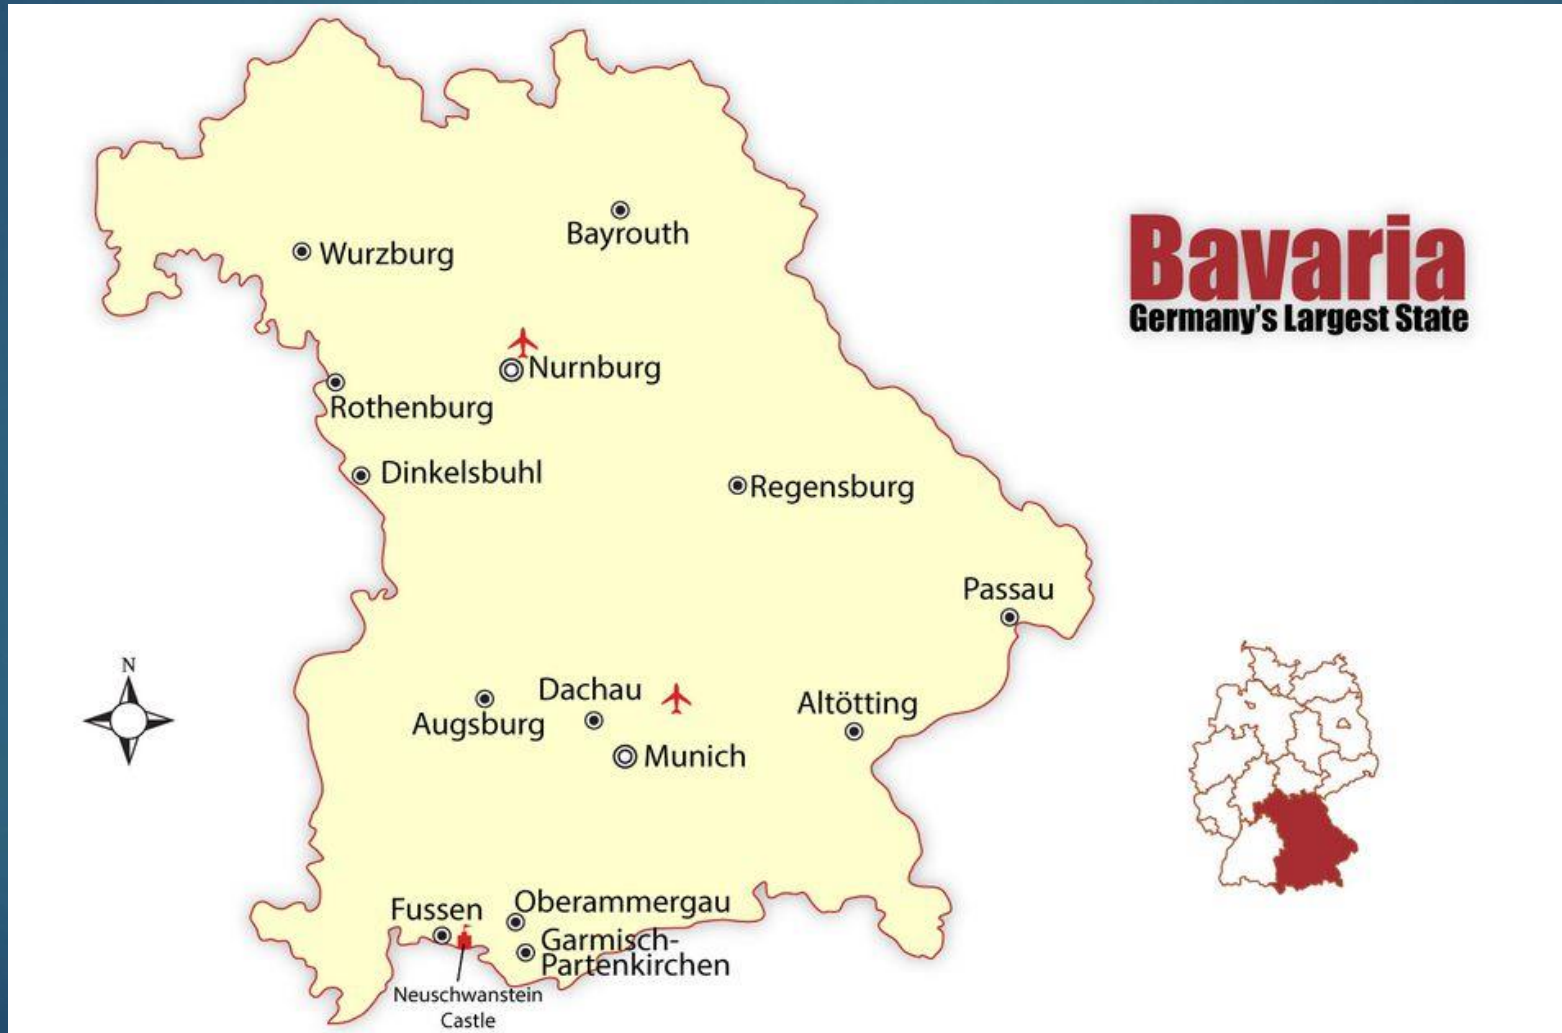 Bayrouth
Wurzburg
Bavaria
Germany's Largest State
Nurnburg
Rothenburg
Dinkelsbuhl
Regensburg
Passau
N
Dachau
Altötting
Augsburg
Munich
Fussen
Oberammergau
Garmisch-
Partenkirchen
Neuschwanstein
Castle